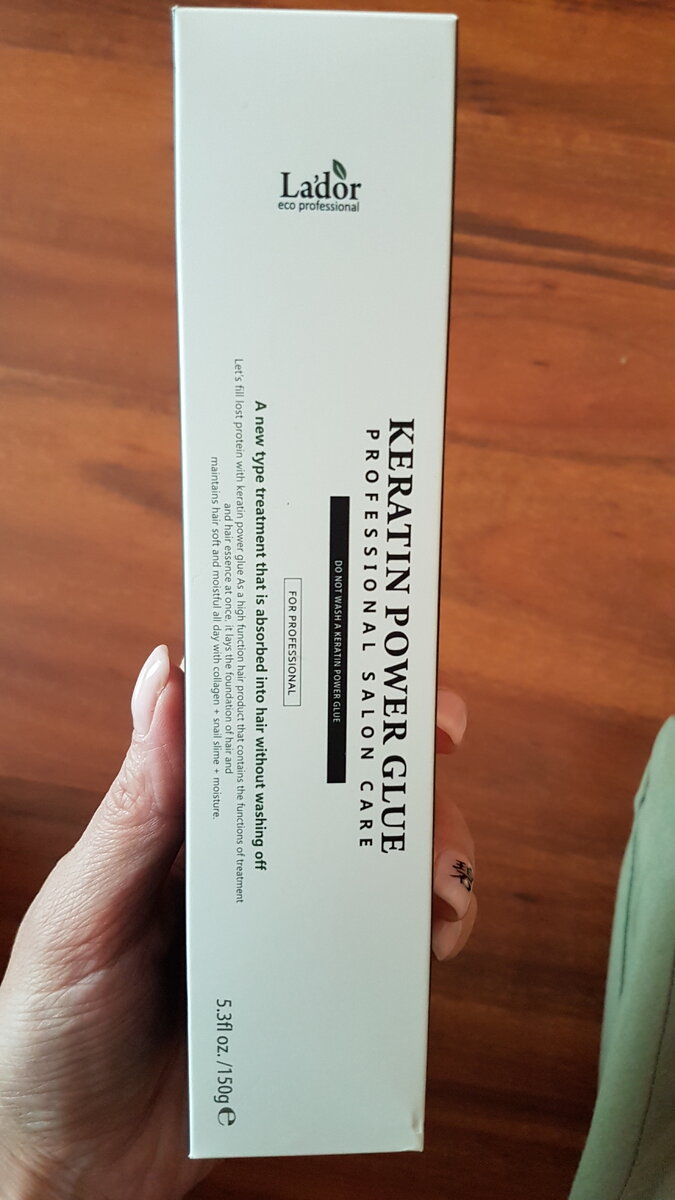 La'dor
eco professional
KERATIN POWER GLUE
PROFESSIONAL SALON CARE
DO NOT WASH A KERATIN POWER GLUE
FOR PROFESSIONAL
A new type treatment that is absorbed into hair without washing off
Let's fill lost protein with keratin power glue As a high function hair product that contains the functions of treatment
and hair essence at once, it lays the foundation of hair and
maintains hair soft and moistful all day with collagen + snail slime + moisture.
5.3fl oz. /150g ℮